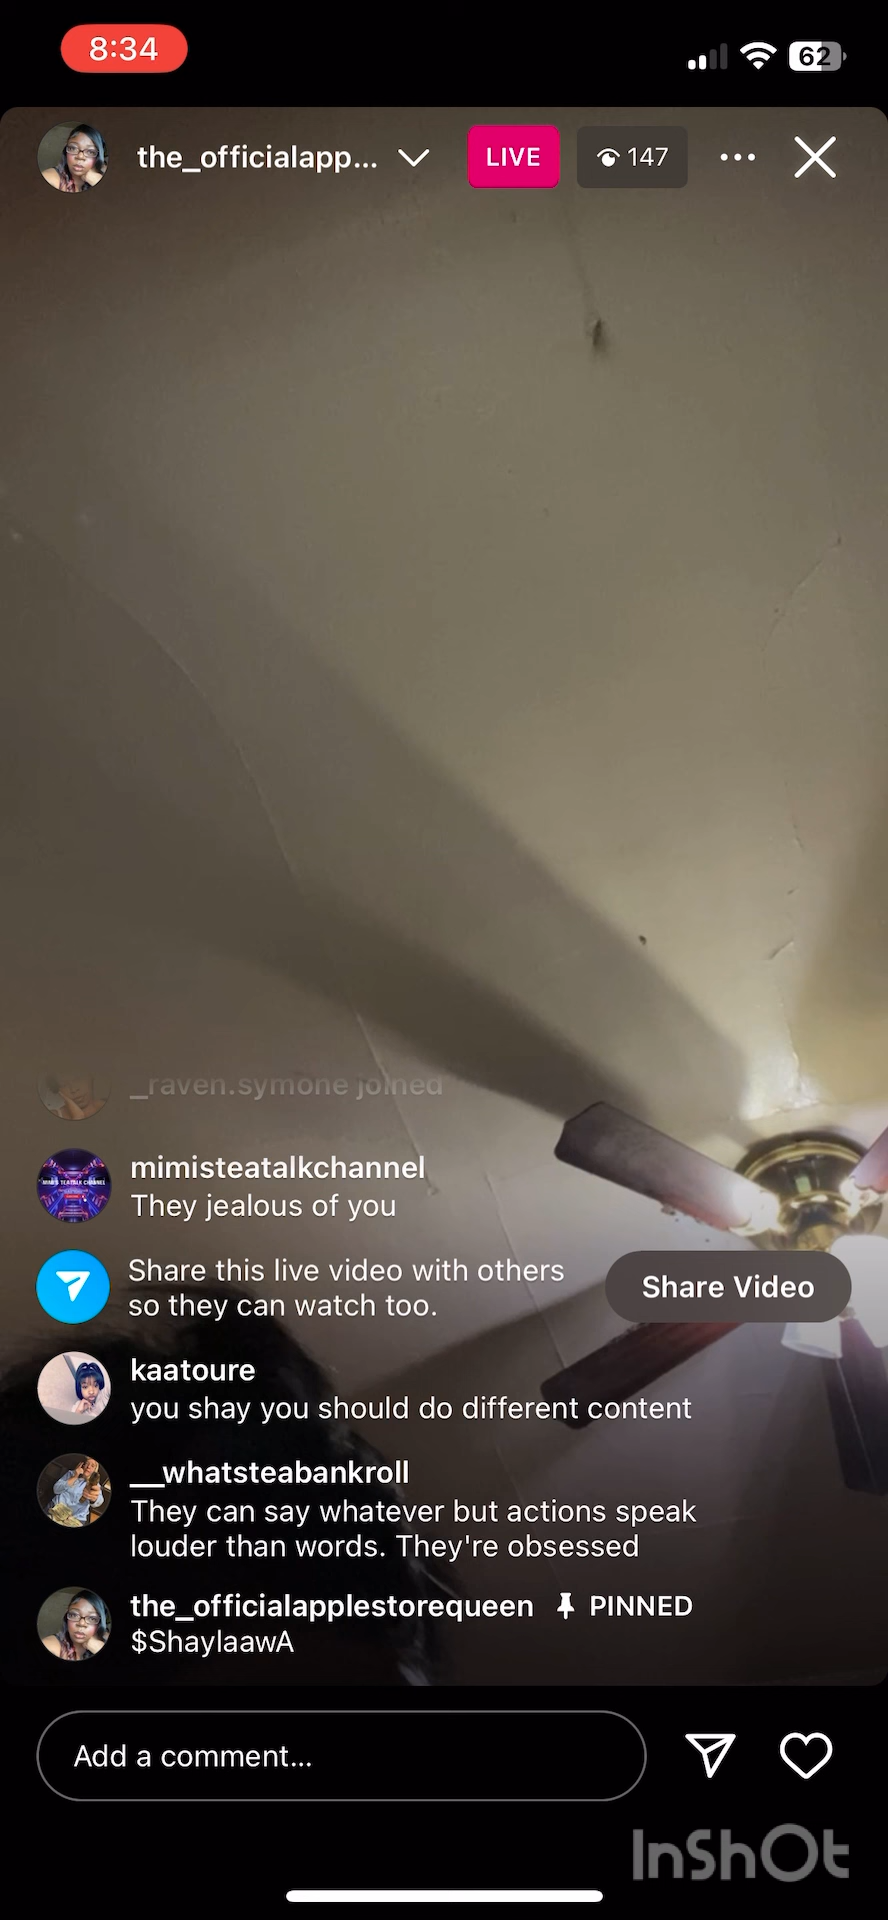 8:34
62
the_officialapp...
LIVE
147
_raven.symone joined
mimisteatalkchannel
They jealous of you
Share this live video with others
so they can watch too.
Share Video
kaatoure
you shay you should do different content
__whatsteabankroll
They can say whatever but actions speak
louder than words. They're obsessed
the_officialapplestorequeen PINNED
$ShaylaawA
Add a comment...
InShOt